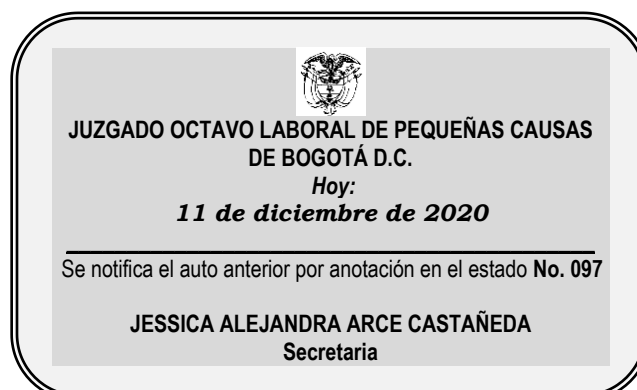 JUZGADO OCTAVO LABORAL DE PEQUEÑAS CAUSAS
DE BOGOTÁ D.C.
Hoy:
11 de diciembre de 2020
Se notifica el auto anterior por anotación en el estado No. 097
JESSICA ALEJANDRA ARCE CASTAÑEDA
Secretaria